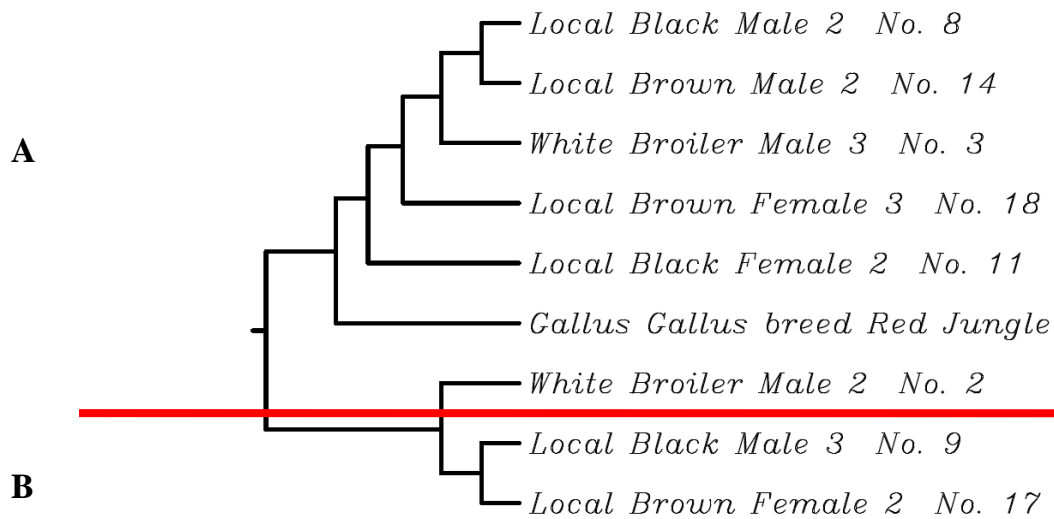 Local Black Male 2 No. 8
Local Brown Male 2 No. 14
A
White Broiler Male 3 No. 3
Local Brown Female 3 No. 18
Local Black Female 2 No. 11
Gallus Gallus breed Red Jungle
White Broiler Male 2 No. 2
Local Black Male 3 No. 9
B
Local Brown Female 2 No. 17